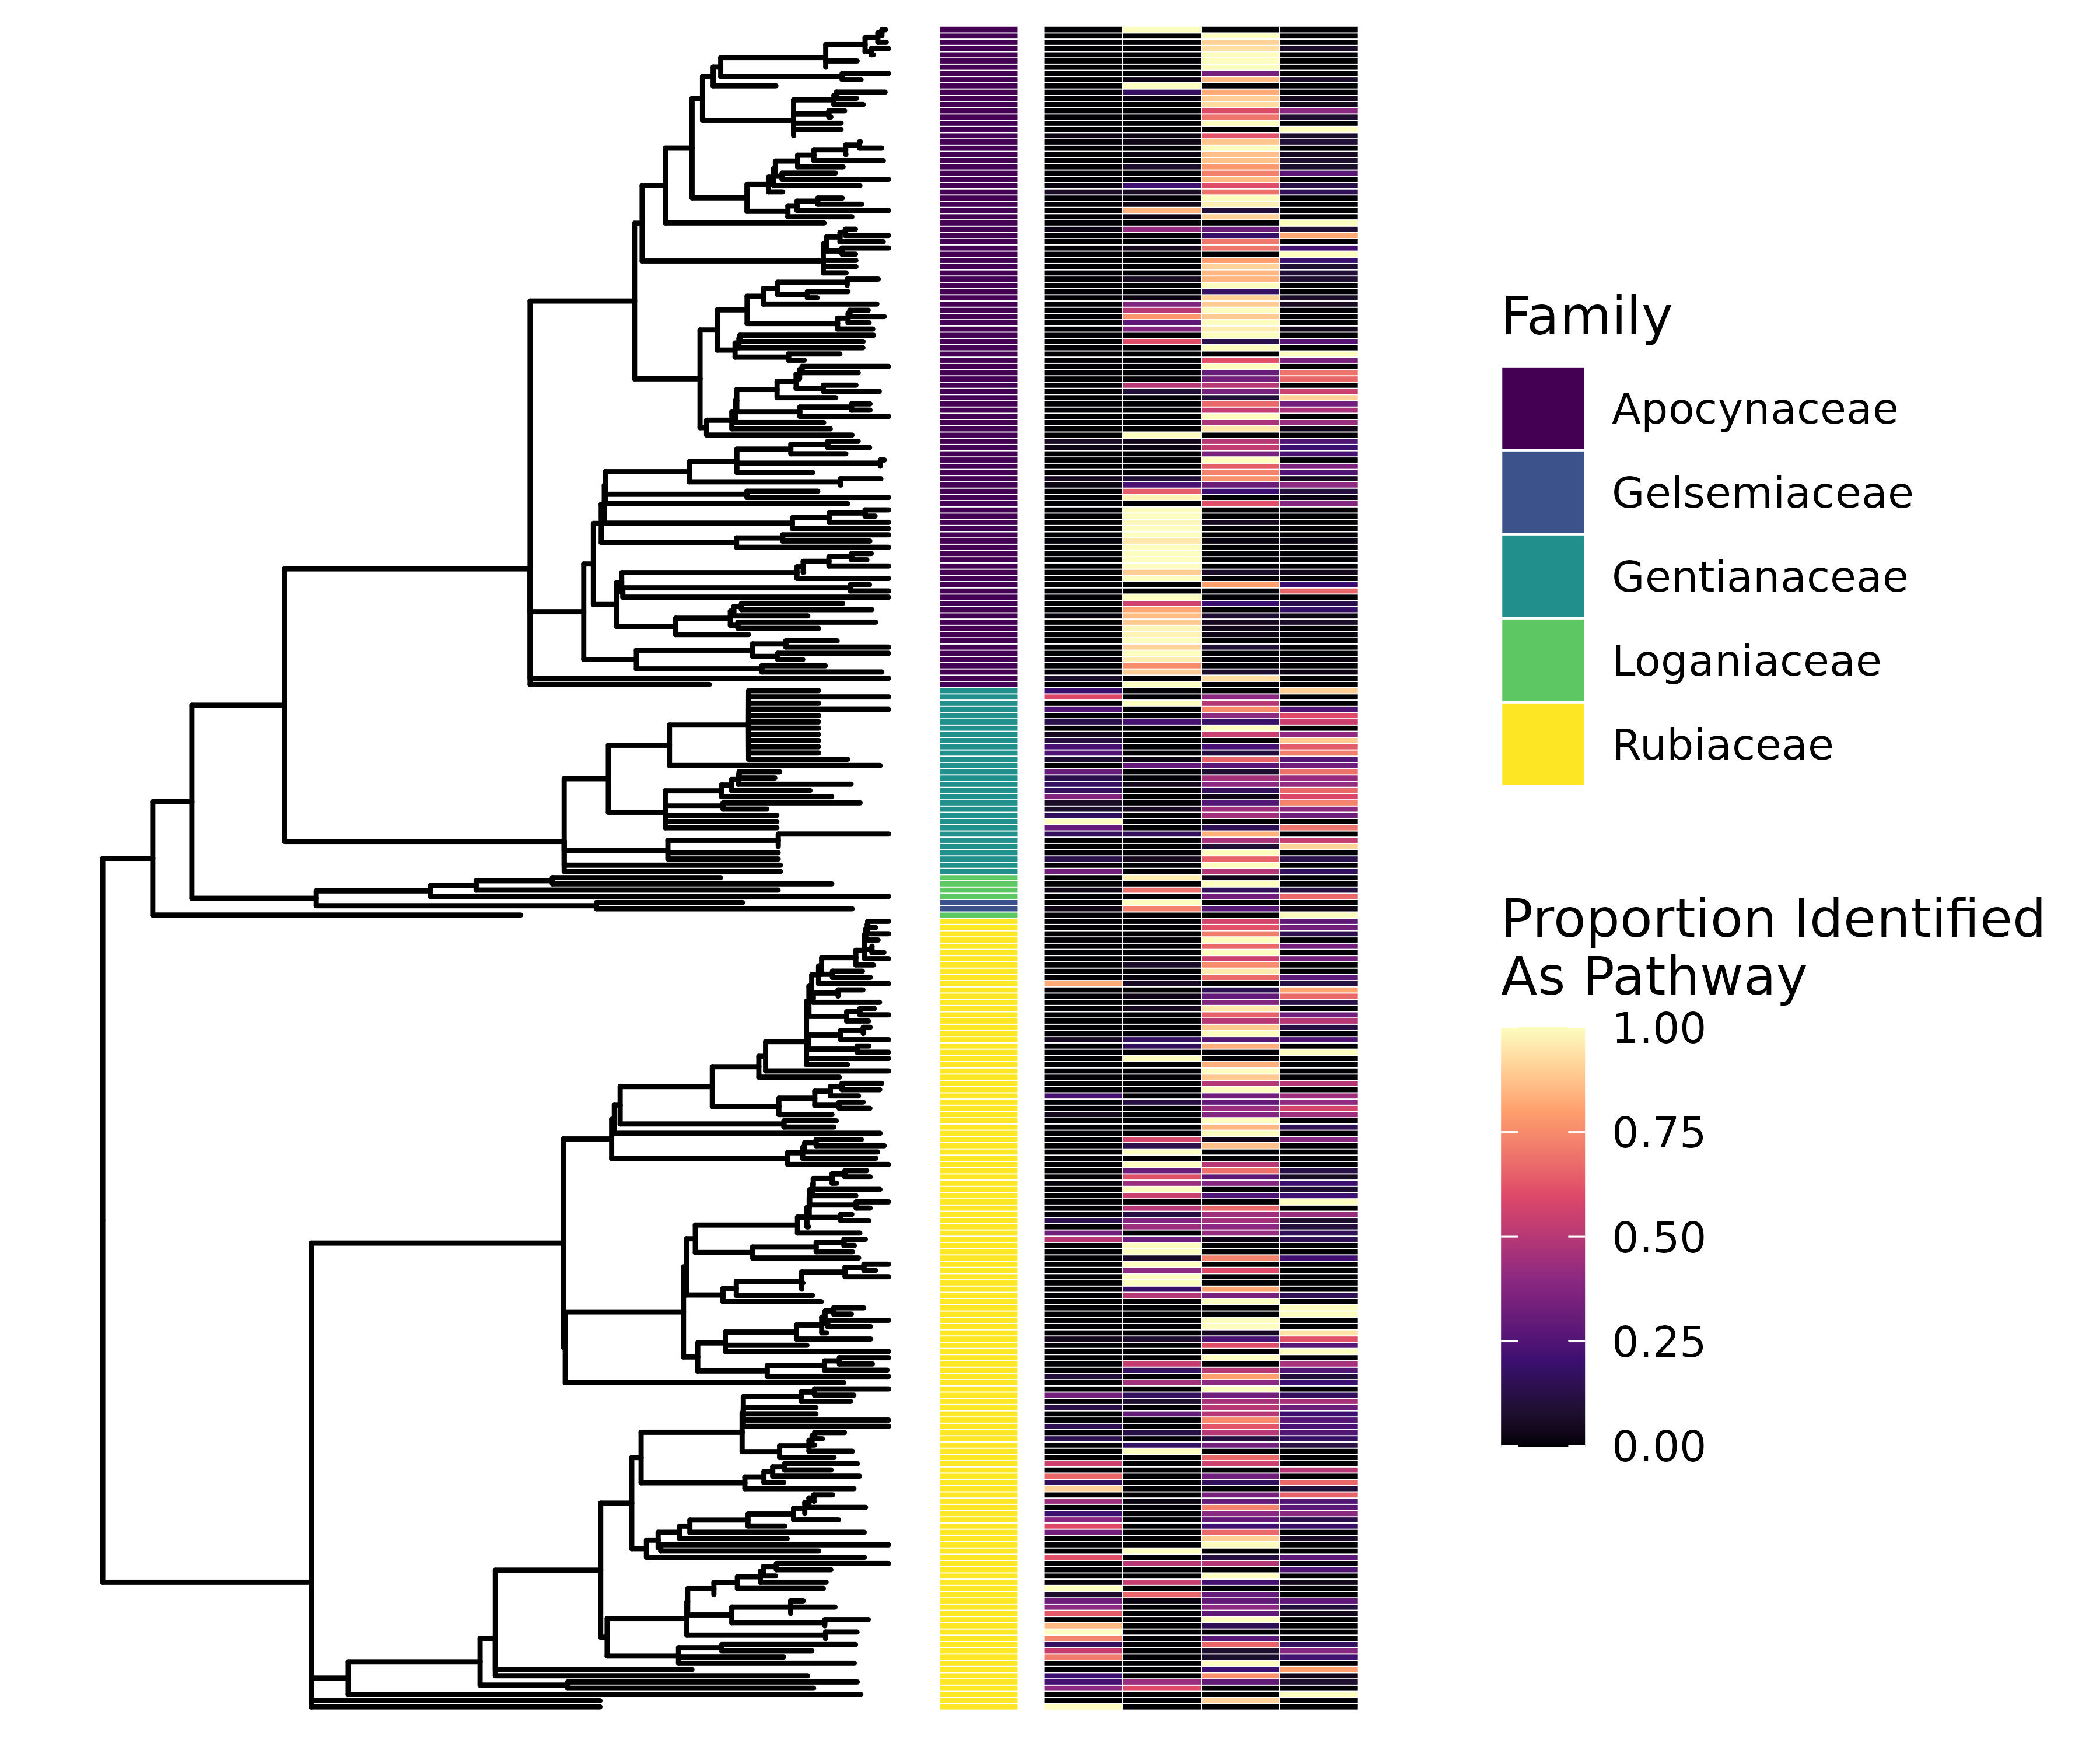 Family
Apocynaceae
Gelsemiaceae
Gentianaceae
Loganiaceae
Rubiaceae
Proportion Identified
As Pathway
1.00
0.75
0.50
0.25
0.00